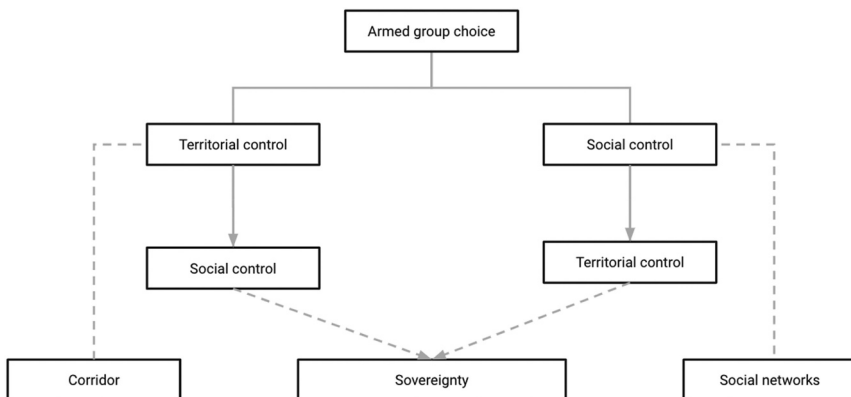 Armed group choice
Territorial control
Social control
Social control
Territorial control
Corridor
Sovereignty
Social networks